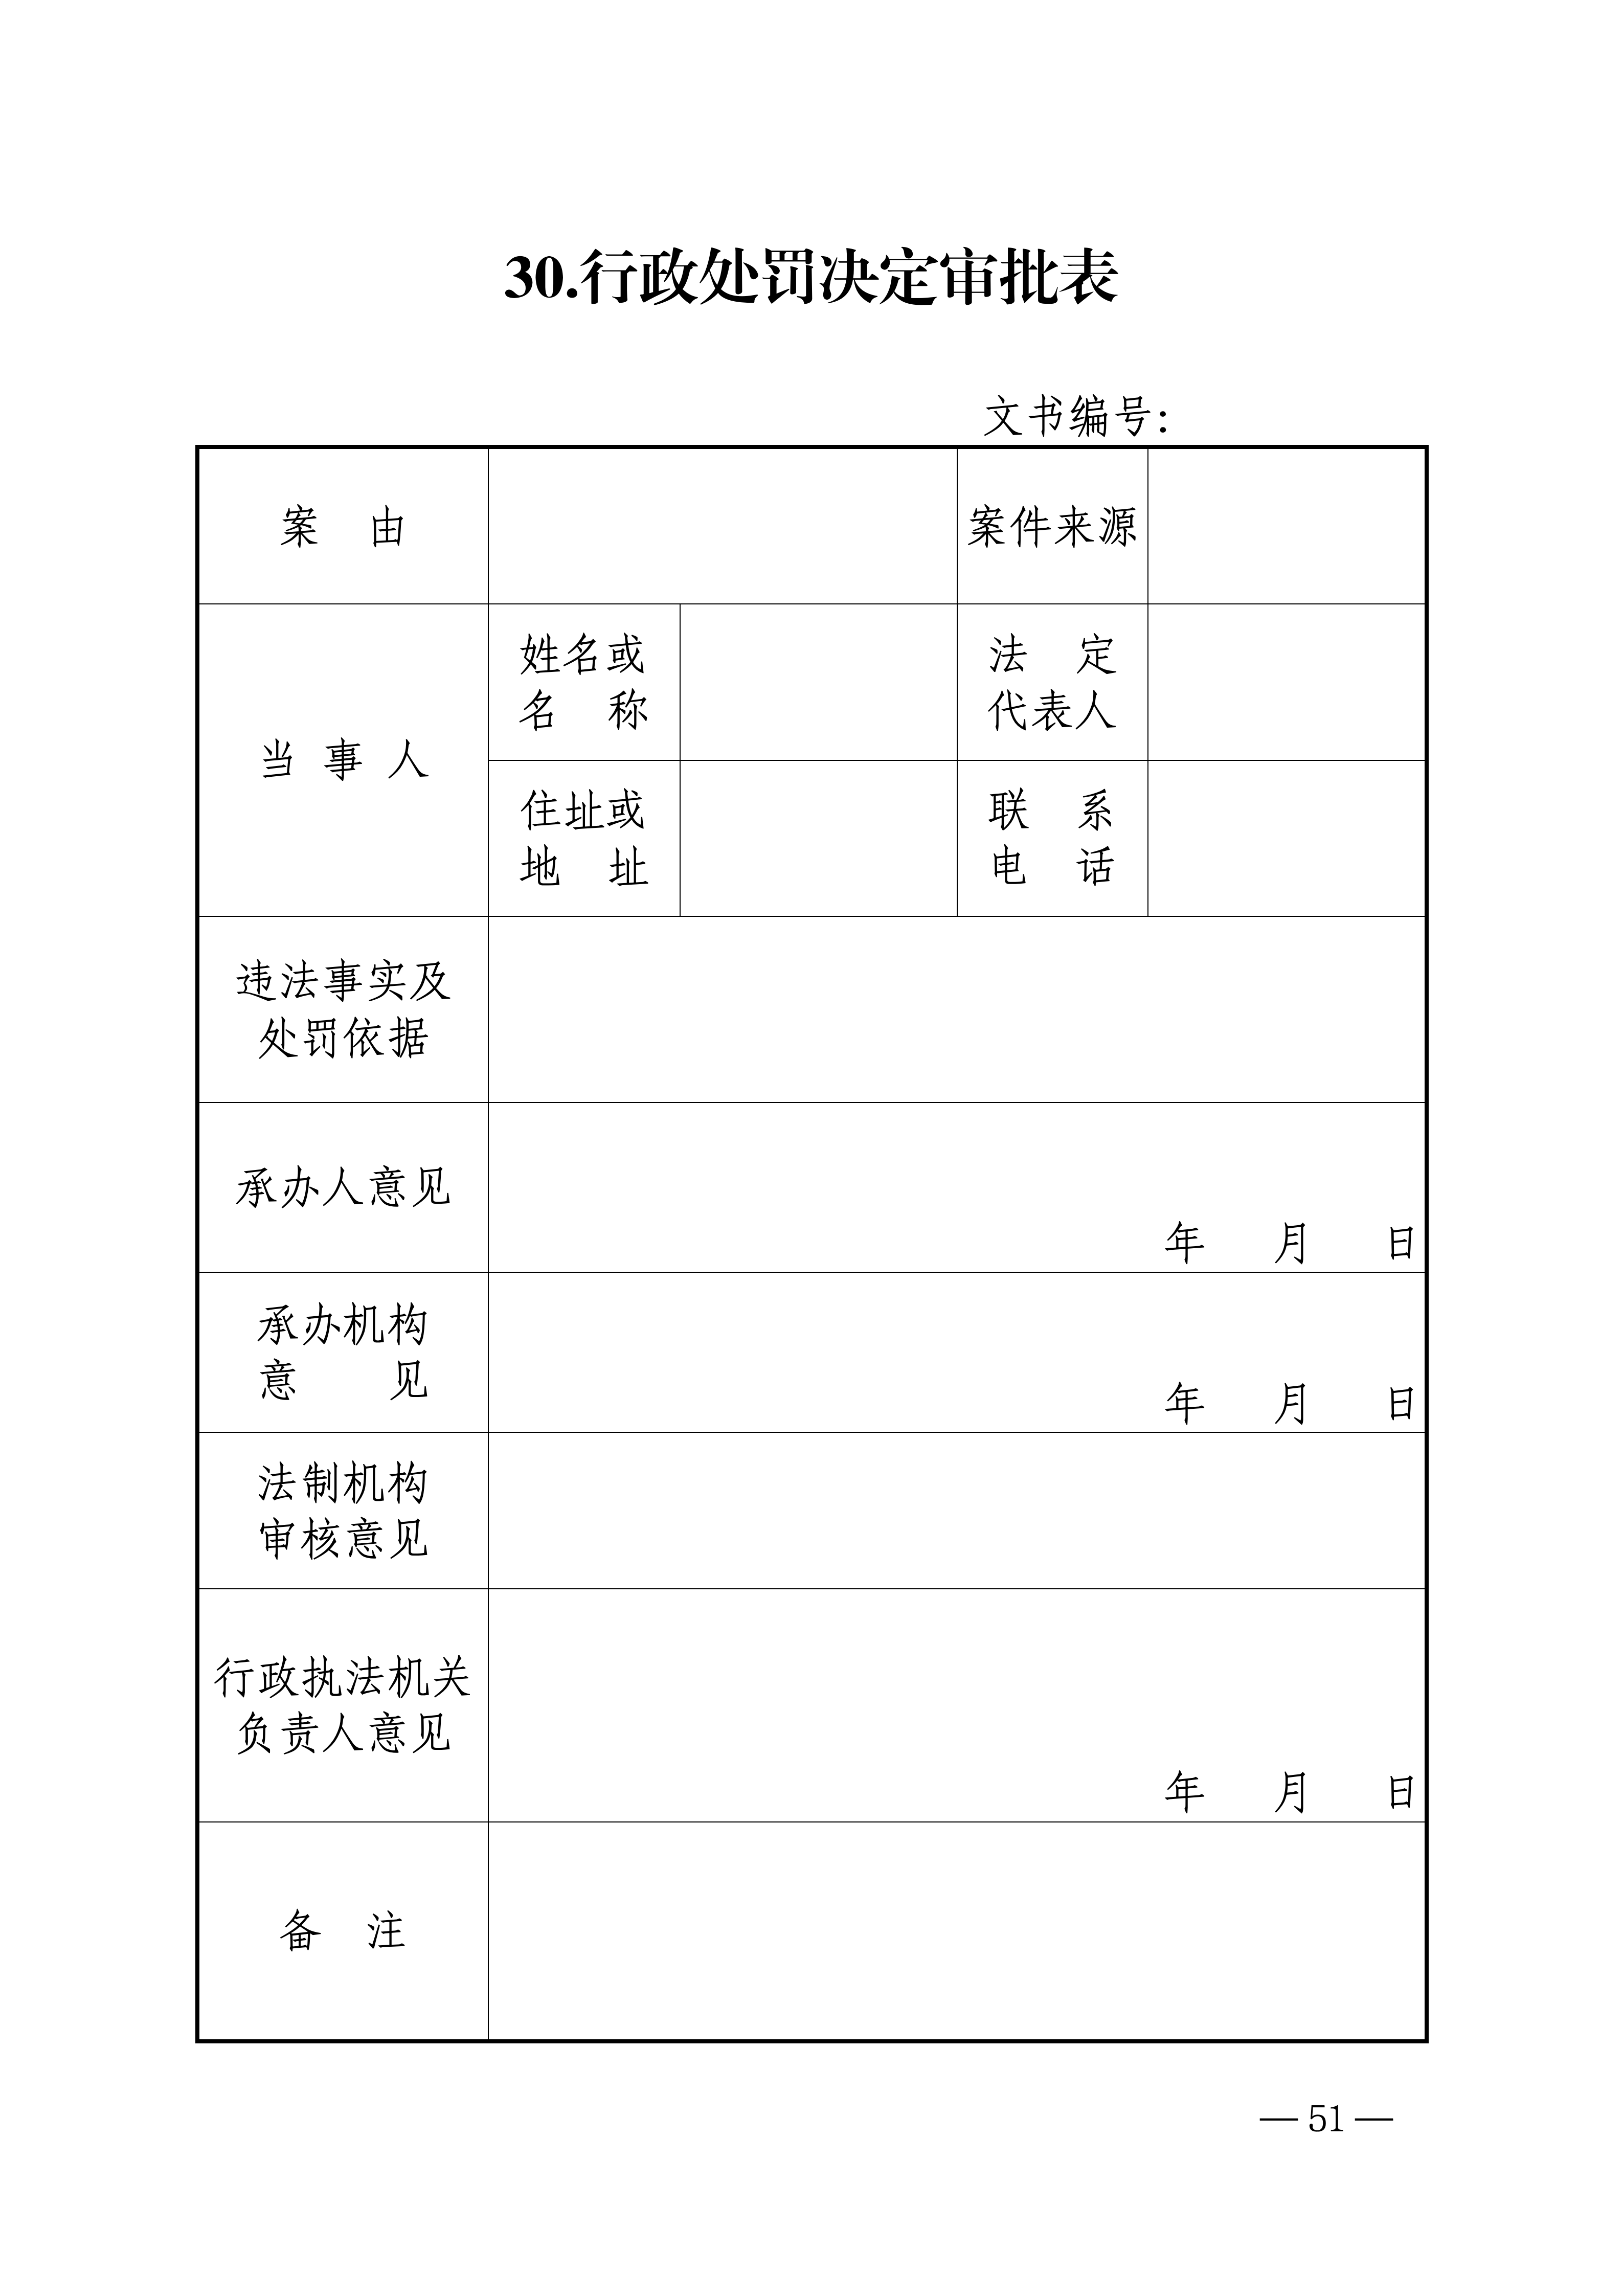 30.行政处罚决定审批表
文书编号：
案 由
案件来源
当 事 人
姓名或
名 称
法 定
代表人
住址或
地 址
联 系
电 话
违法事实及
处罚依据
承办人意见
年 月 日
承办机构
意 见
年 月 日
法制机构
审核意见
行政执法机关
负责人意见
年 月 日
备 注
— 51 —